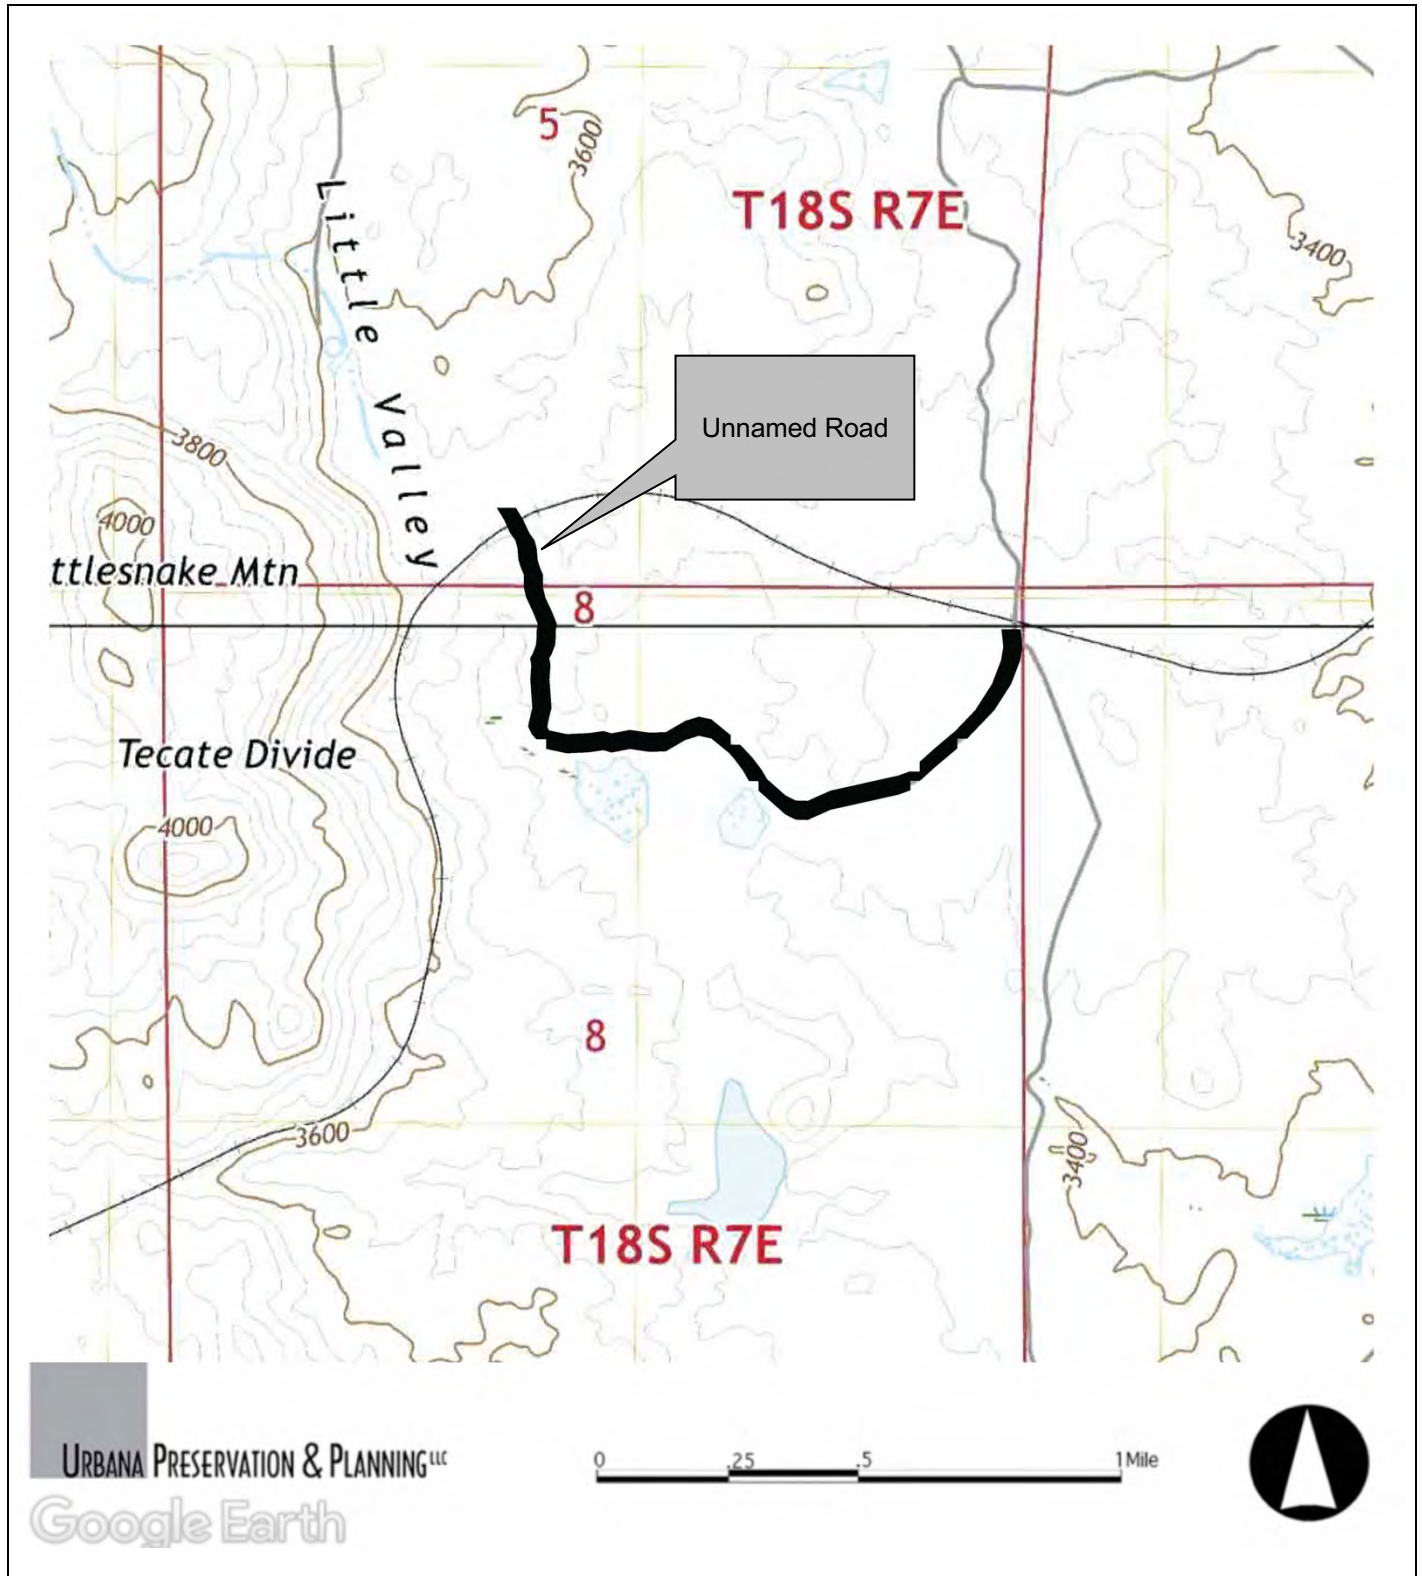 5
3600
T18S R7E
3400
Little Valley
Unnamed Road
3800
4000
ttlesnake Mtn
8
Tecate Divide
4000
8
3600
3400
T18S R7E
URBANA PRESERVATION & PLANNING LLC
0 .25 .5 1 Mile
Google Earth